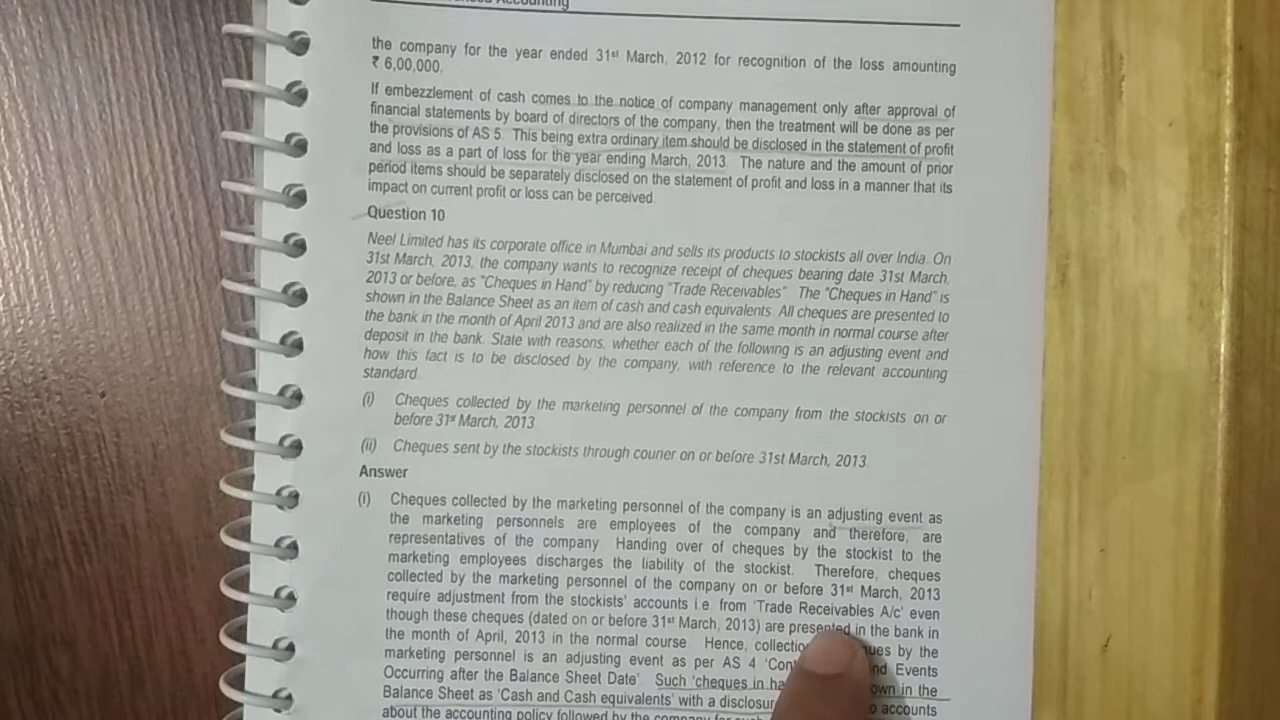 Accounting
the company for the year ended 31st March, 2012 for recognition of the loss amounting
₹ 6,00,000.
If embezzlement of cash comes to the notice of company management only after approval of
financial statements by board of directors of the company, then the treatment will be done as per
the provisions of AS 5. This being extra ordinary item should be disclosed in the statement of profit
and loss as a part of loss for the year ending March, 2013. The nature and the amount of prior
period items should be separately disclosed on the statement of profit and loss in a manner that its
impact on current profit or loss can be perceived.
Question 10
Neel Limited has its corporate office in Mumbai and sells its products to stockists all over India. On
31st March, 2013, the company wants to recognize receipt of cheques bearing date 31st March,
2013 or before, as "Cheques in Hand" by reducing "Trade Receivables". The "Cheques in Hand" is
shown in the Balance Sheet as an item of cash and cash equivalents. All cheques are presented to
the bank in the month of April 2013 and are also realized in the same month in normal course after
deposit in the bank. State with reasons, whether each of the following is an adjusting event and
how this fact is to be disclosed by the company, with reference to the relevant accounting
standard.
(i) Cheques collected by the marketing personnel of the company from the stockists on or
before 31st March, 2013
(ii) Cheques sent by the stockists through courier on or before 31st March, 2013.
Answer
(i) Cheques collected by the marketing personnel of the company is an adjusting event as
the marketing personnels are employees of the company and therefore, are
representatives of the company. Handing over of cheques by the stockist to the
marketing employees discharges the liability of the stockist. Therefore, cheques
collected by the marketing personnel of the company on or before 31st March, 2013
require adjustment from the stockists' accounts i.e. from 'Trade Receivables A/c' even
though these cheques (dated on or before 31st March, 2013) are presented in the bank in
the month of April, 2013 in the normal course. Hence, collectio ques by the
marketing personnel is an adjusting event as per AS 4 'Con nd Events
Occurring after the Balance Sheet Date'. Such 'cheques in ha own in the
Balance Sheet as 'Cash and Cash equivalents' with a disclosur o accounts
about the accounting policy followed by the company for such